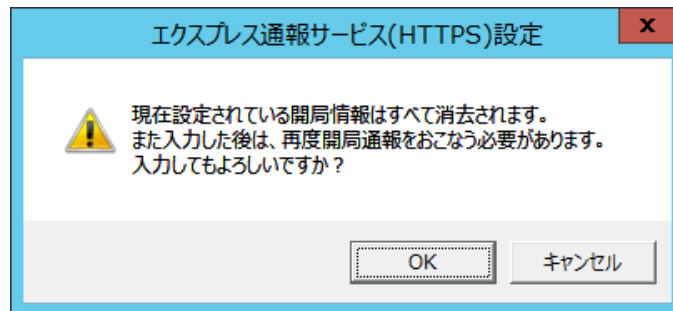 エクスプレス通報サービス(HTTPS)設定
x
現在設定されている開局情報はすべて消去されます。
また入力した後は、再度開局通報をおこなう必要があります。
入力してもよろしいですか？
OK
キャンセル